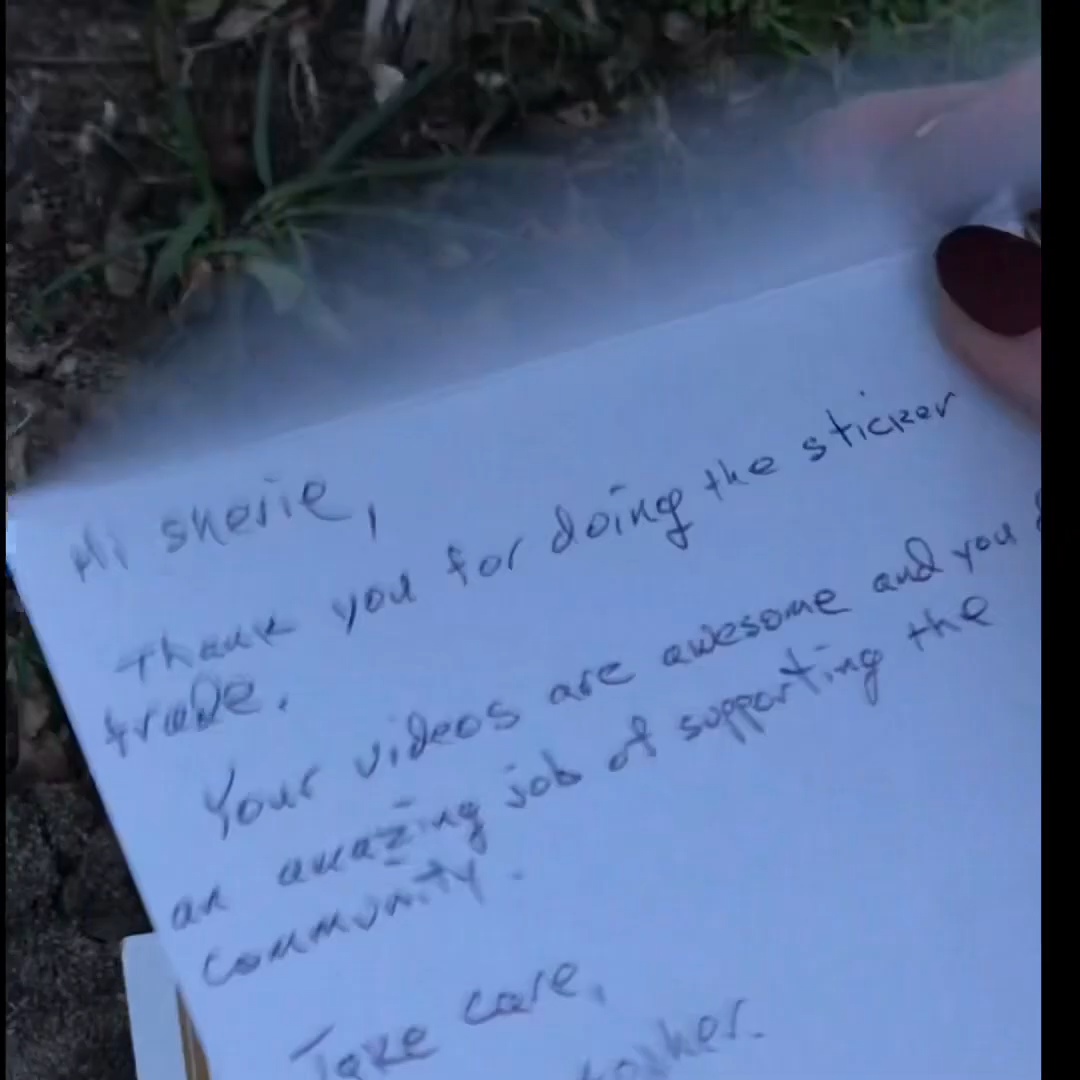 Hi Sherie,
Thank you for doing the sticker
trade.
Your videos are awesome and you
an amazing job of supporting the
community.
Take care,